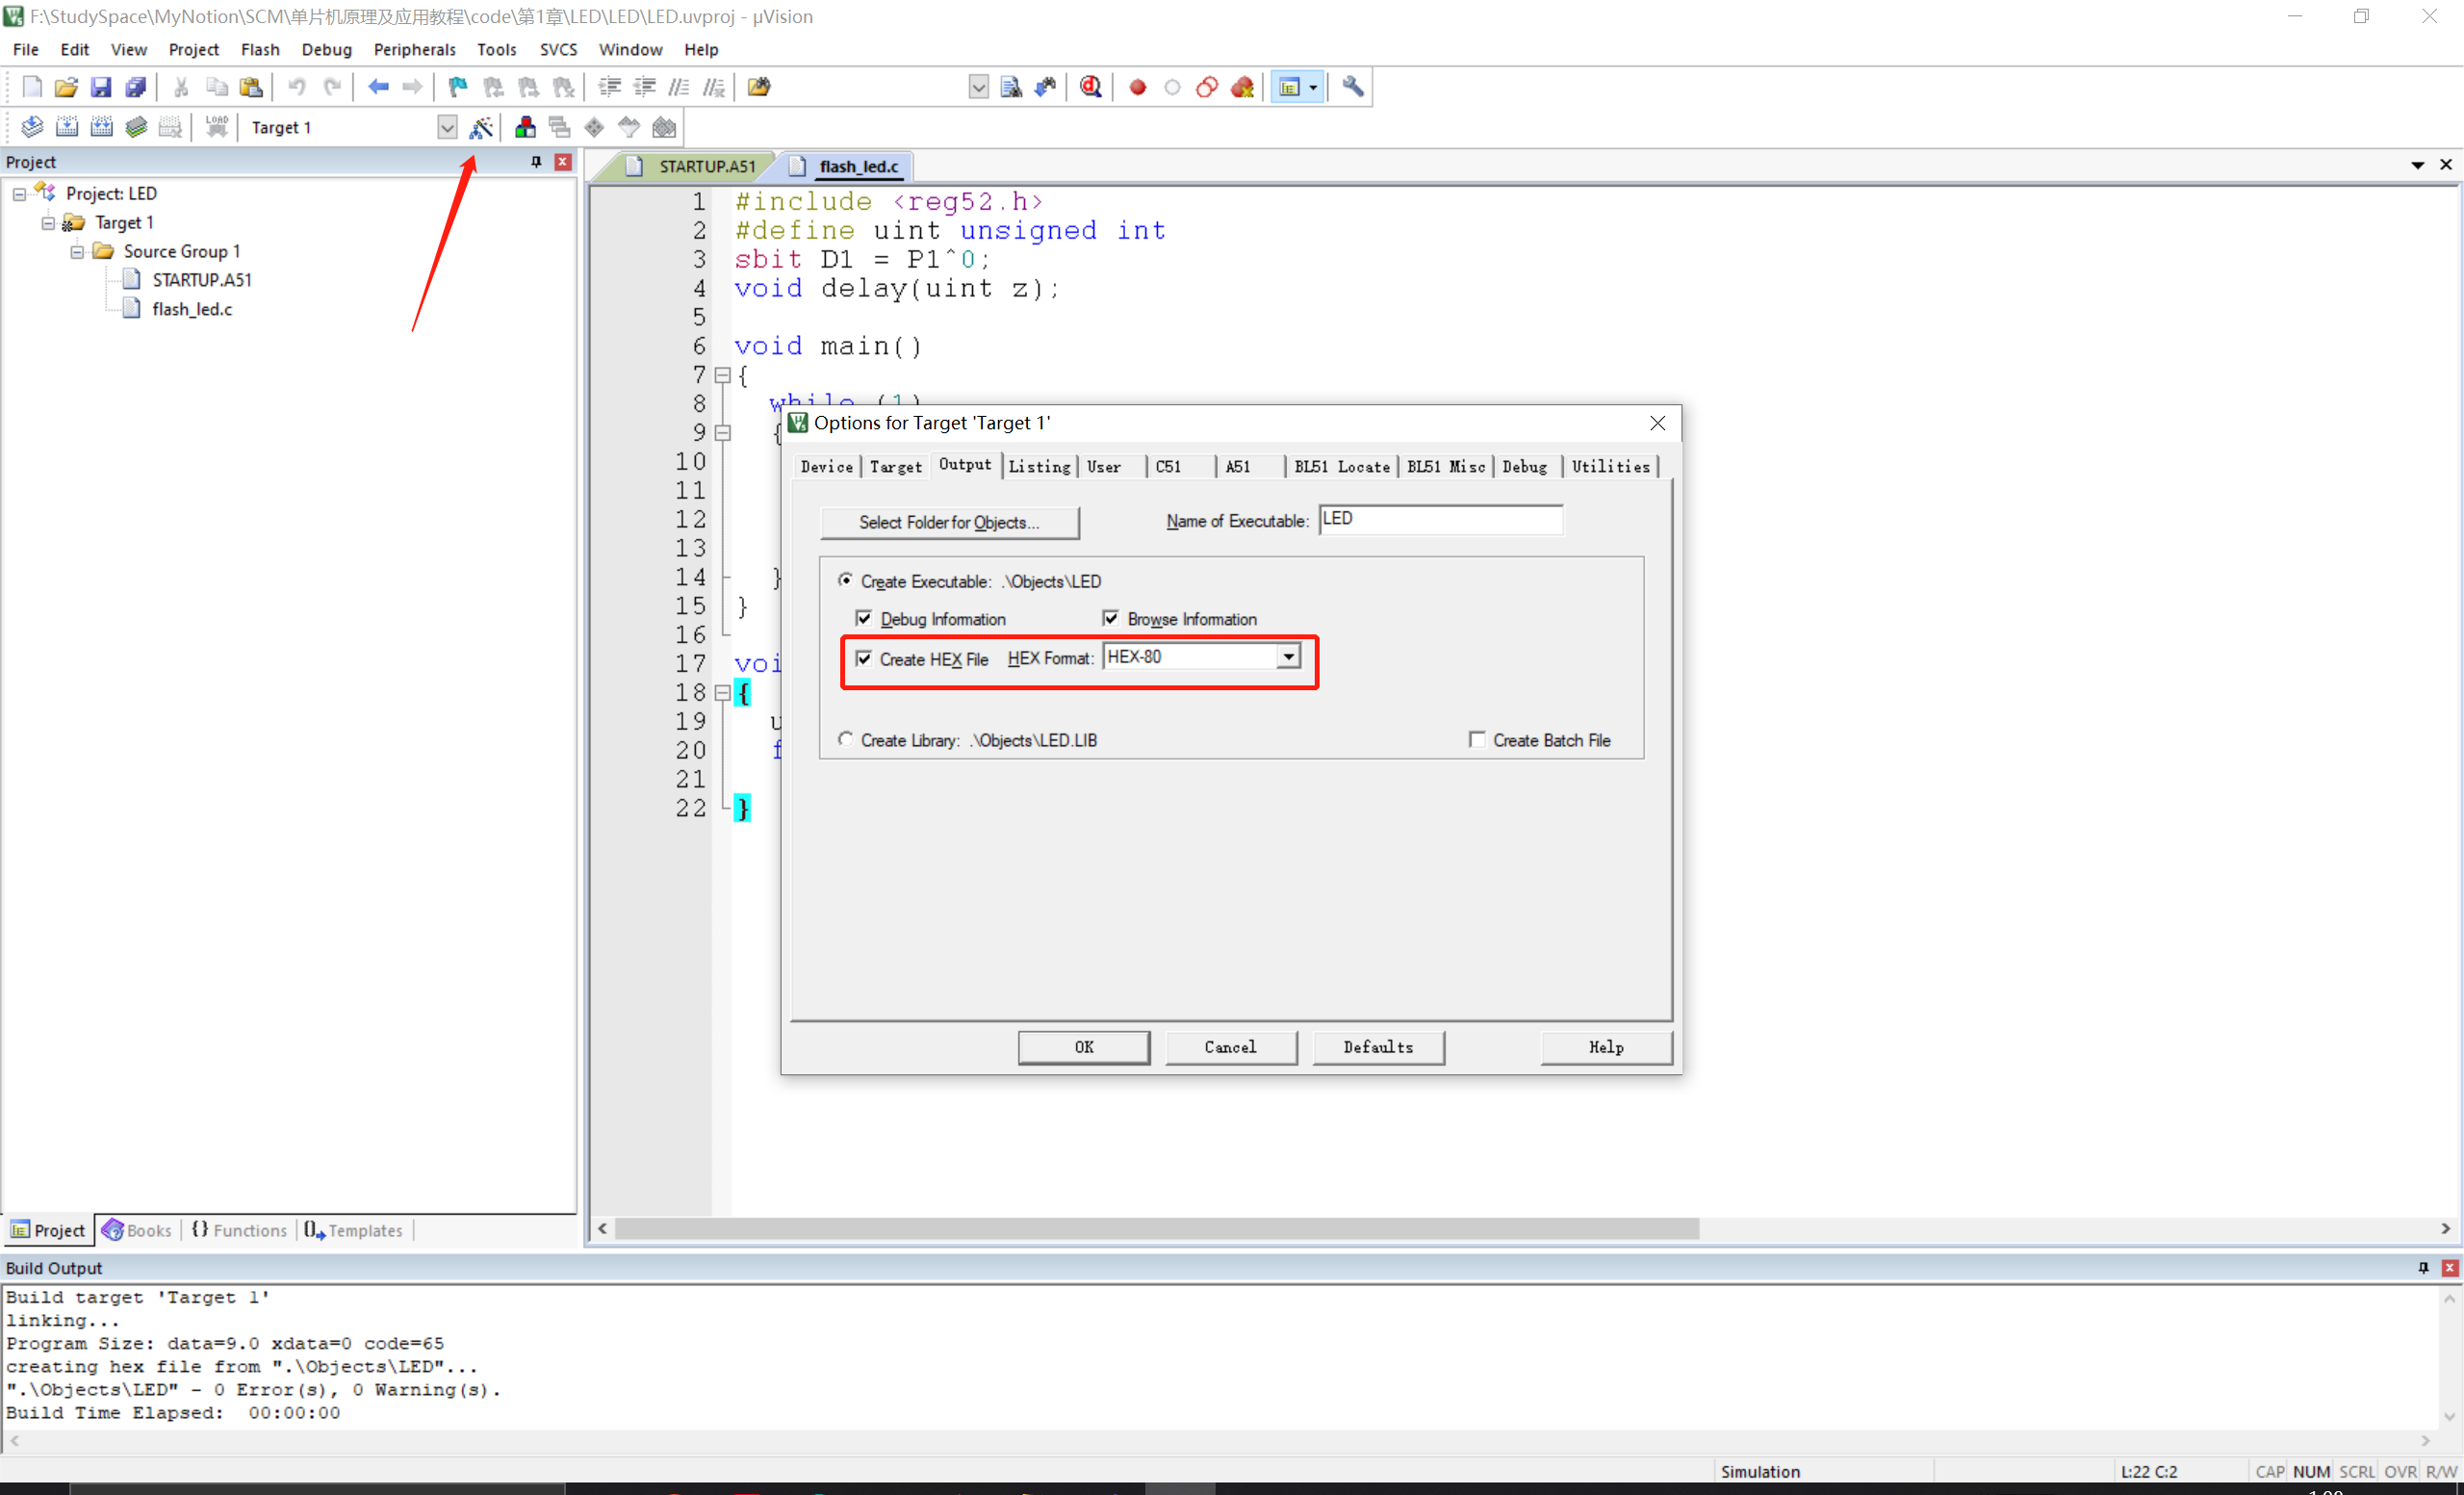 F:\StudySpace\MyNotion\SCM\单片机原理及应用教程\code\第1章\LED\LED\LED.uvproj - µVision
File Edit View Project Flash Debug Peripherals Tools SVCS Window Help
LOAD Target 1
Project
Project: LED
Target 1
Source Group 1
STARTUP.A51
flash_led.c
STARTUP.A51 flash_led.c
1 #include <reg52.h>
2 #define uint unsigned int
3 sbit D1 = P1^0;
4 void delay(uint z);
5
6 void main()
7 {
8 while (1)
9 {
10
11
12
13
14 }
15 }
16
17 voi
18 {
19 u
20 f
21
22 }
Options for Target 'Target 1'
Device Target Output Listing User C51 A51 BL51 Locate BL51 Misc Debug Utilities
Select Folder for Objects... Name of Executable: LED
Create Executable: .\Objects\LED
Debug Information Browse Information
Create HEX File HEX Format: HEX-80
Create Library: .\Objects\LED.LIB Create Batch File
OK Cancel Defaults Help
Project Books {} Functions Templates
Build Output
Build target 'Target 1'
linking...
Program Size: data=9.0 xdata=0 code=65
creating hex file from ".\Objects\LED"...
".\Objects\LED" - 0 Error(s), 0 Warning(s).
Build Time Elapsed:  00:00:00
Simulation L:22 C:2 CAP NUM SCRL OVR R/W